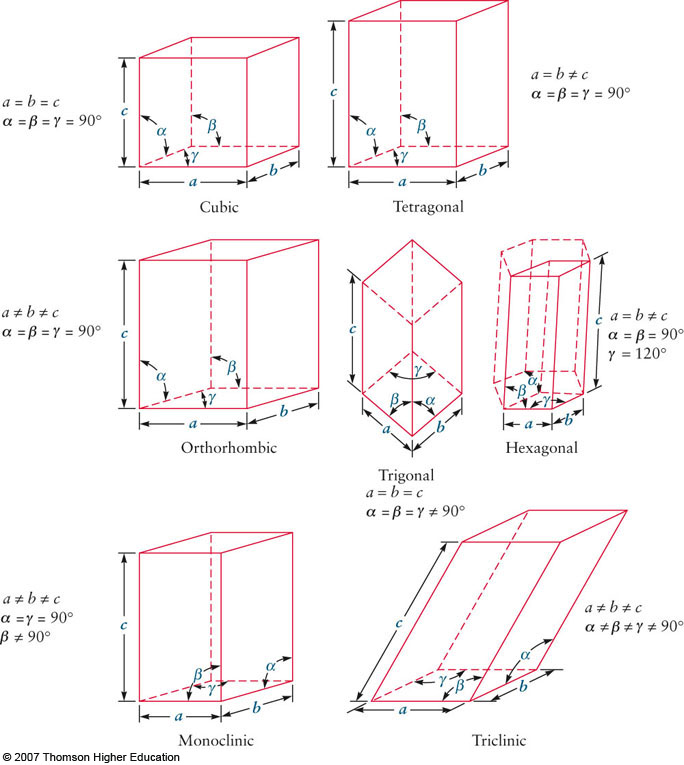 a = b = c
α = β = γ = 90°
c
α
β
γ
a
b
Cubic
c
α
β
γ
a
b
Tetragonal
a = b ≠ c
α = β = γ = 90°
a ≠ b ≠ c
α = β = γ = 90°
c
α
β
γ
a
b
Orthorhombic
c
γ
β
α
a
b
Trigonal
a = b = c
α = β = γ ≠ 90°
c
α
β
γ
a
b
Hexagonal
a = b ≠ c
α = β = 90°
γ = 120°
a ≠ b ≠ c
α = γ = 90°
β ≠ 90°
c
β
γ
α
a
b
Monoclinic
c
γ
β
α
a
b
Triclinic
a ≠ b ≠ c
α ≠ β ≠ γ ≠ 90°
© 2007 Thomson Higher Education